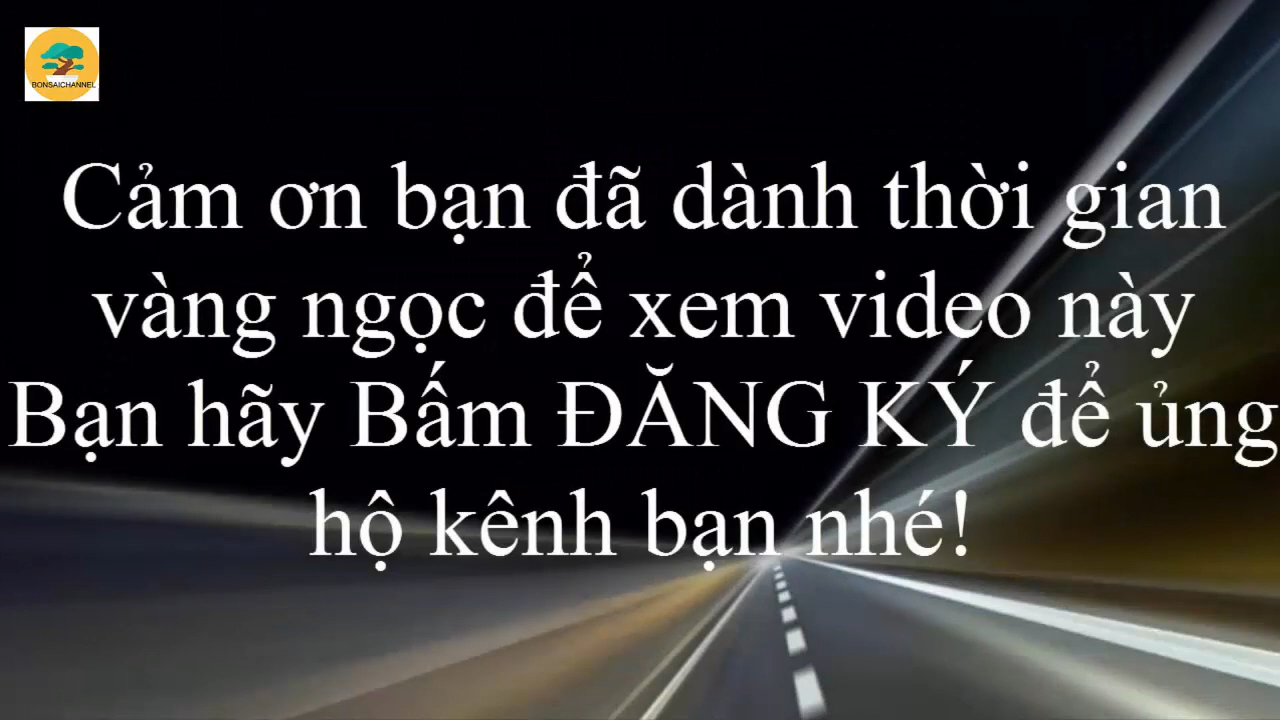 BONSAICHANNEL
Cảm ơn bạn đã dành thời gian
vàng ngọc để xem video này
Bạn hãy Bấm ĐĂNG KÝ để ủng
hộ kênh bạn nhé!